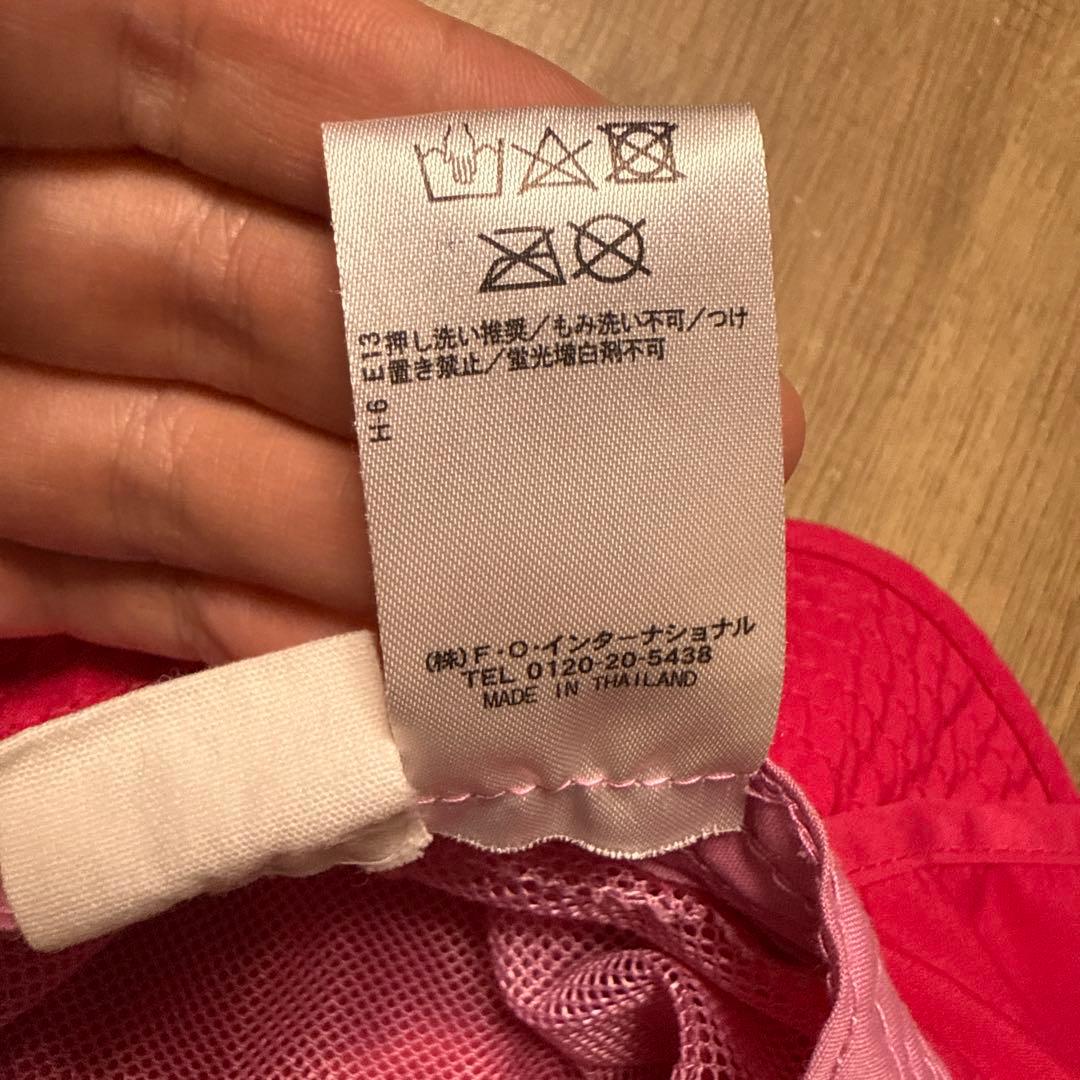 押し洗い推奨/もみ洗い不可/つけ
置き禁止/蛍光増白剤不可
H-6 E13
(株)F・O・インターナショナル
TEL 0120-20-5438
MADE IN THAILAND